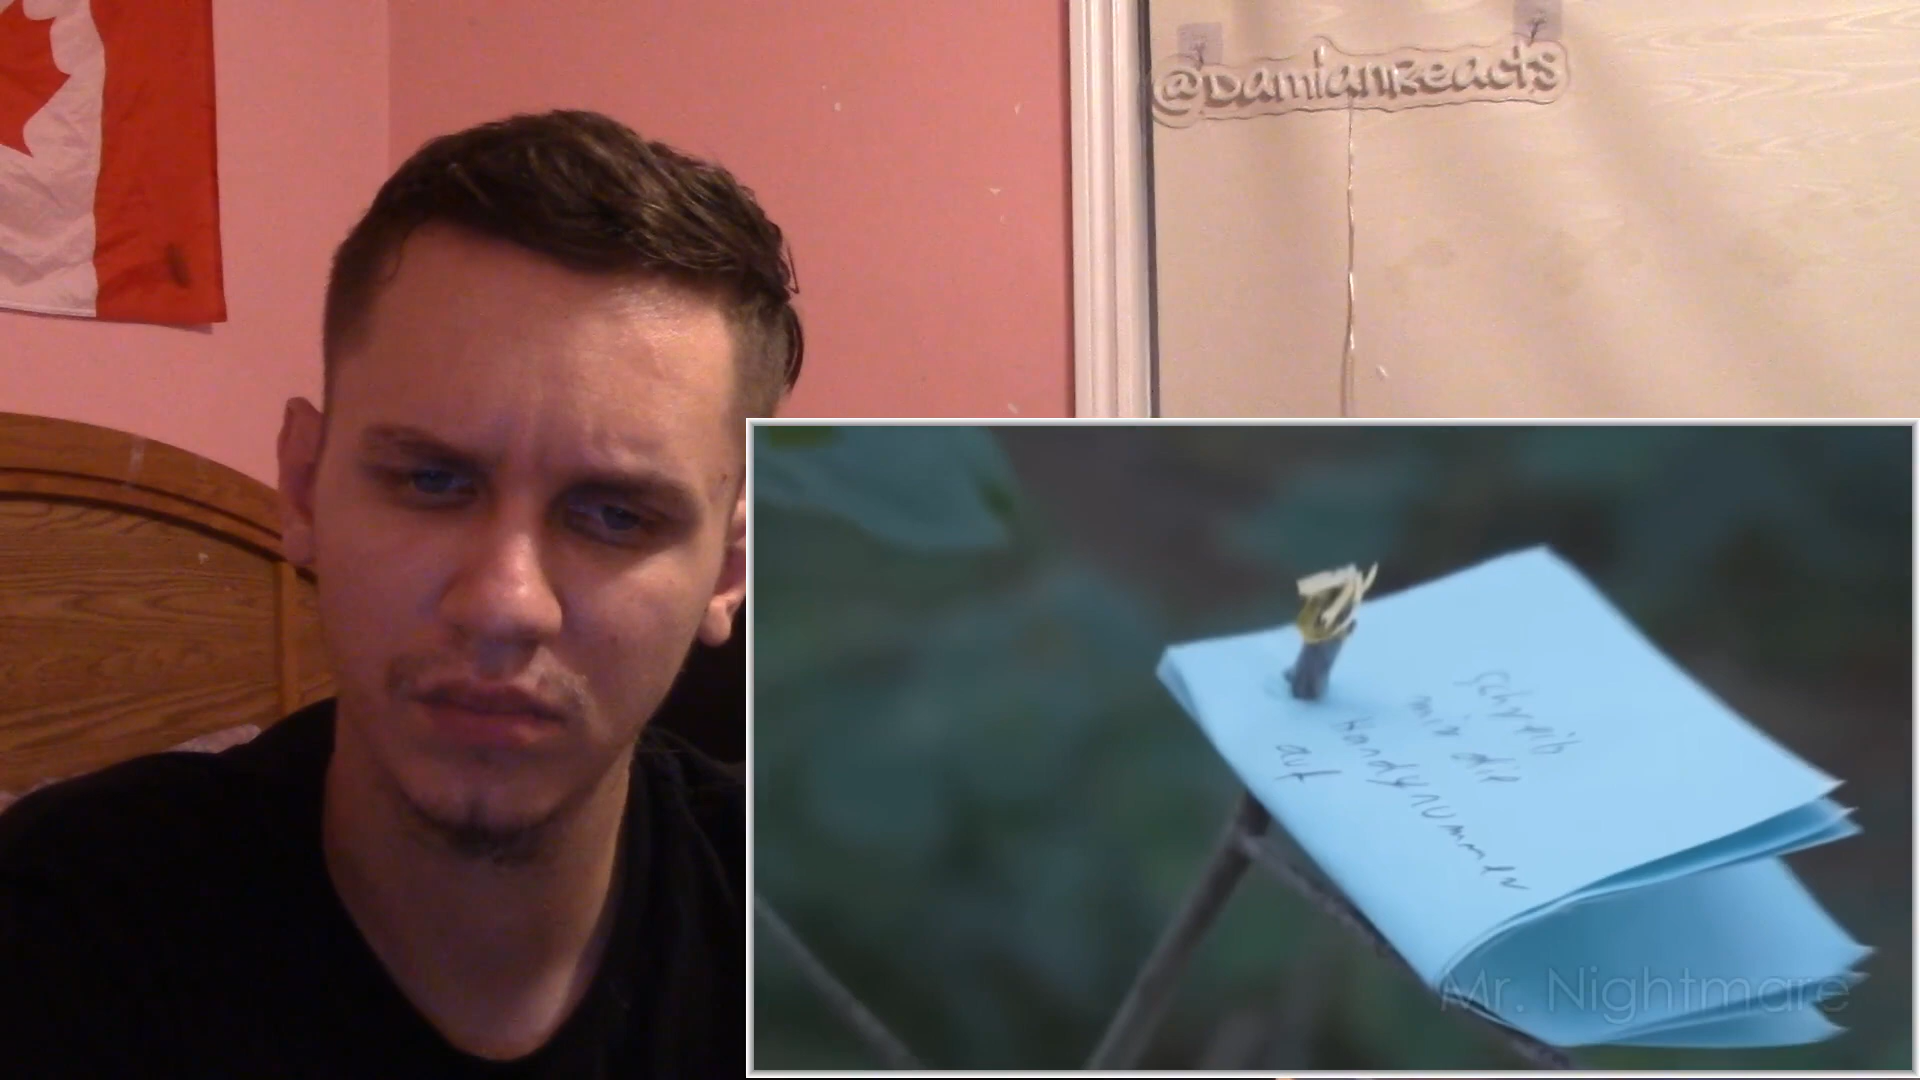 @DamianReacts
schreib
mir die
Handynummer
auf
Mr. Nightmare